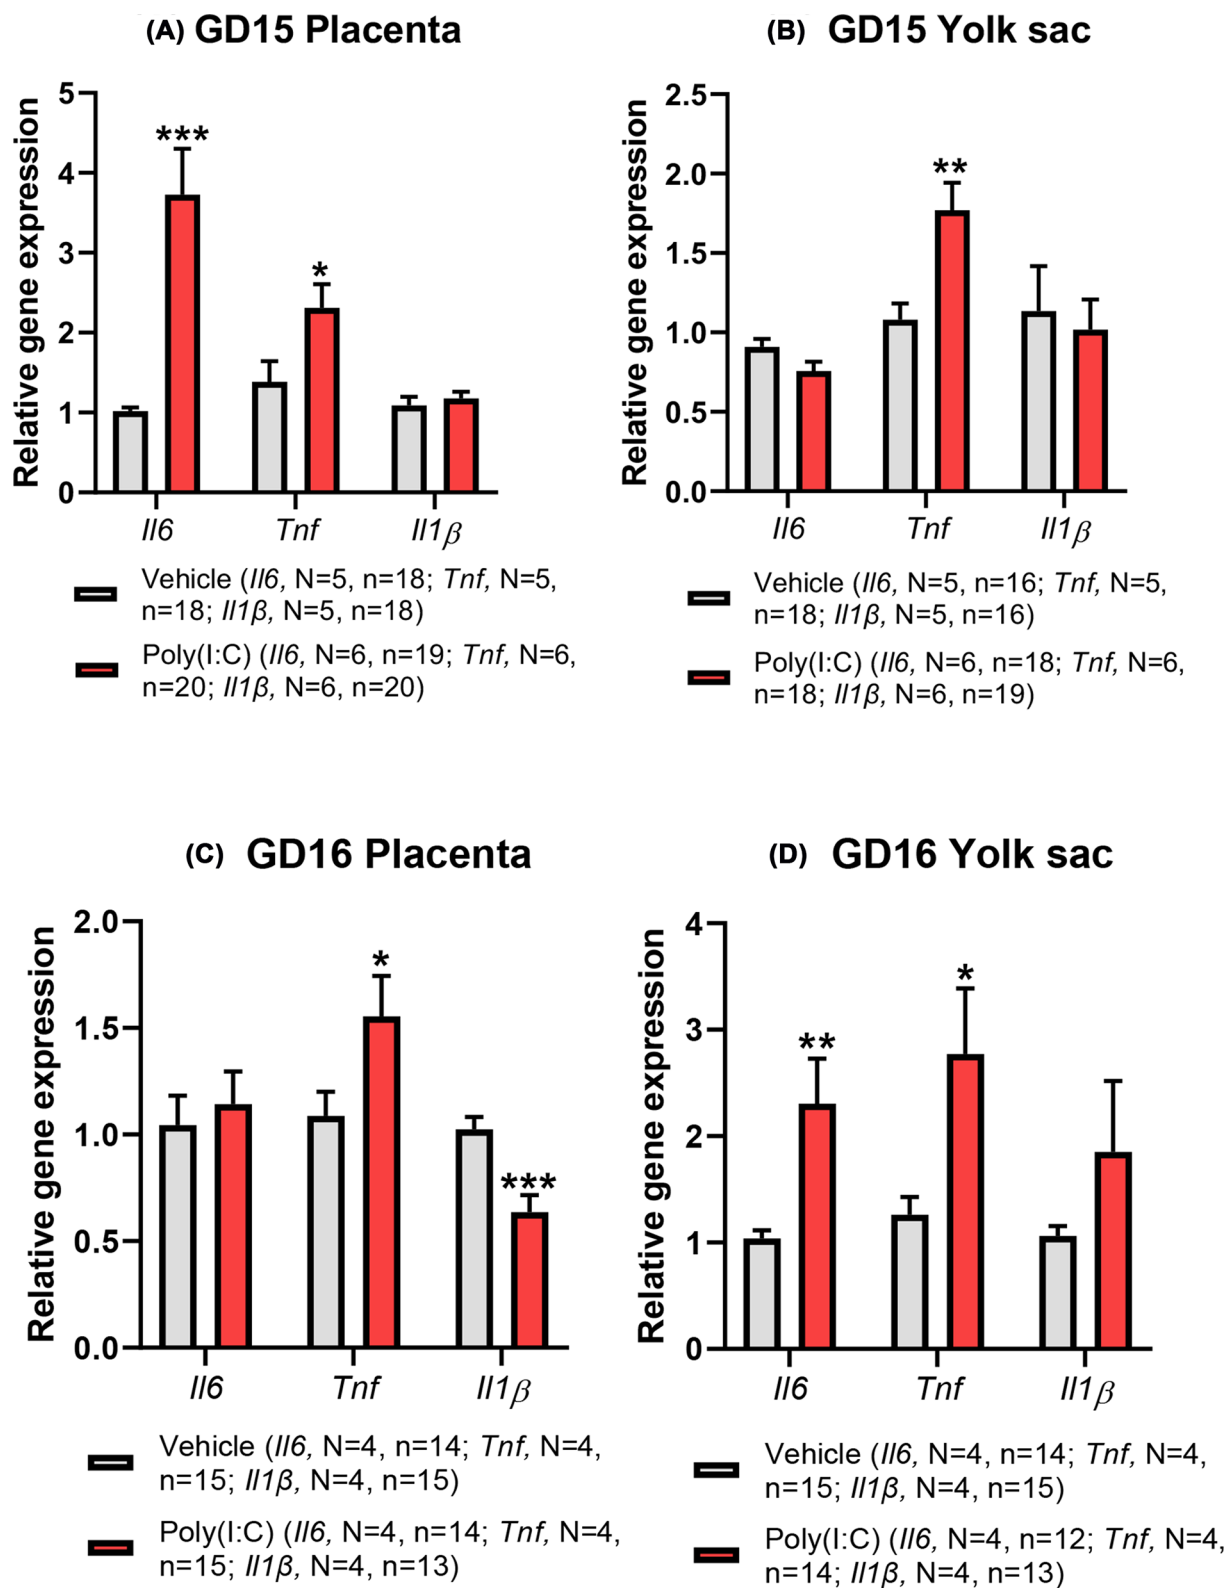 (A) GD15 Placenta
Relative gene expression
5
4
3
2
1
0
***
*
Il6
Tnf
Il1β
Vehicle (Il6, N=5, n=18; Tnf, N=5,
n=18; Il1β, N=5, n=18)
Poly(I:C) (Il6, N=6, n=19; Tnf, N=6,
n=20; Il1β, N=6, n=20)
(B) GD15 Yolk sac
Relative gene expression
2.5
2.0
1.5
1.0
0.5
0.0
**
Il6
Tnf
Il1β
Vehicle (Il6, N=5, n=16; Tnf, N=5,
n=18; Il1β, N=5, n=16)
Poly(I:C) (Il6, N=6, n=18; Tnf, N=6,
n=18; Il1β, N=6, n=19)
(C) GD16 Placenta
Relative gene expression
2.0
1.5
1.0
0.5
0.0
*
***
Il6
Tnf
Il1β
Vehicle (Il6, N=4, n=14; Tnf, N=4,
n=15; Il1β, N=4, n=15)
Poly(I:C) (Il6, N=4, n=14; Tnf, N=4,
n=15; Il1β, N=4, n=13)
(D) GD16 Yolk sac
Relative gene expression
4
3
2
1
0
**
*
Il6
Tnf
Il1β
Vehicle (Il6, N=4, n=14; Tnf, N=4,
n=15; Il1β, N=4, n=15)
Poly(I:C) (Il6, N=4, n=12; Tnf, N=4,
n=14; Il1β, N=4, n=13)